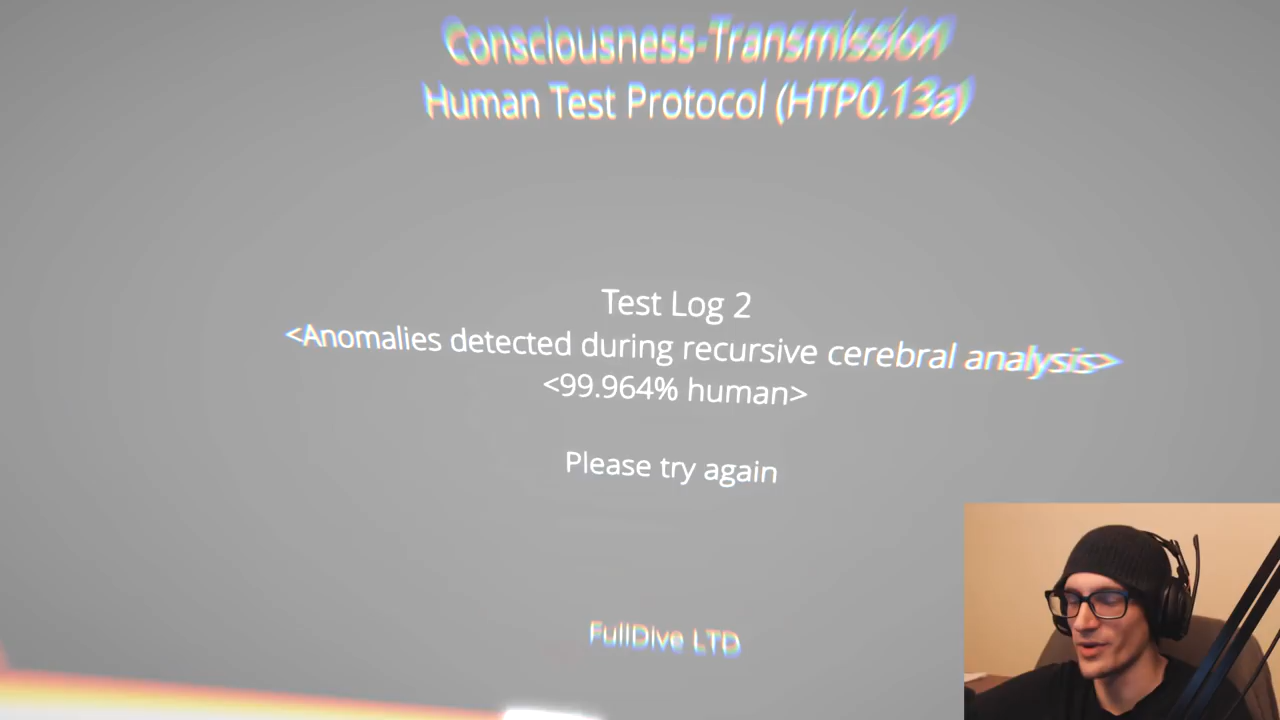 Consciousness-Transmission
Human Test Protocol (HTP0.13a)
Test Log 2
<Anomalies detected during recursive cerebral analysis>
<99.964% human>
Please try again
FullDive LTD